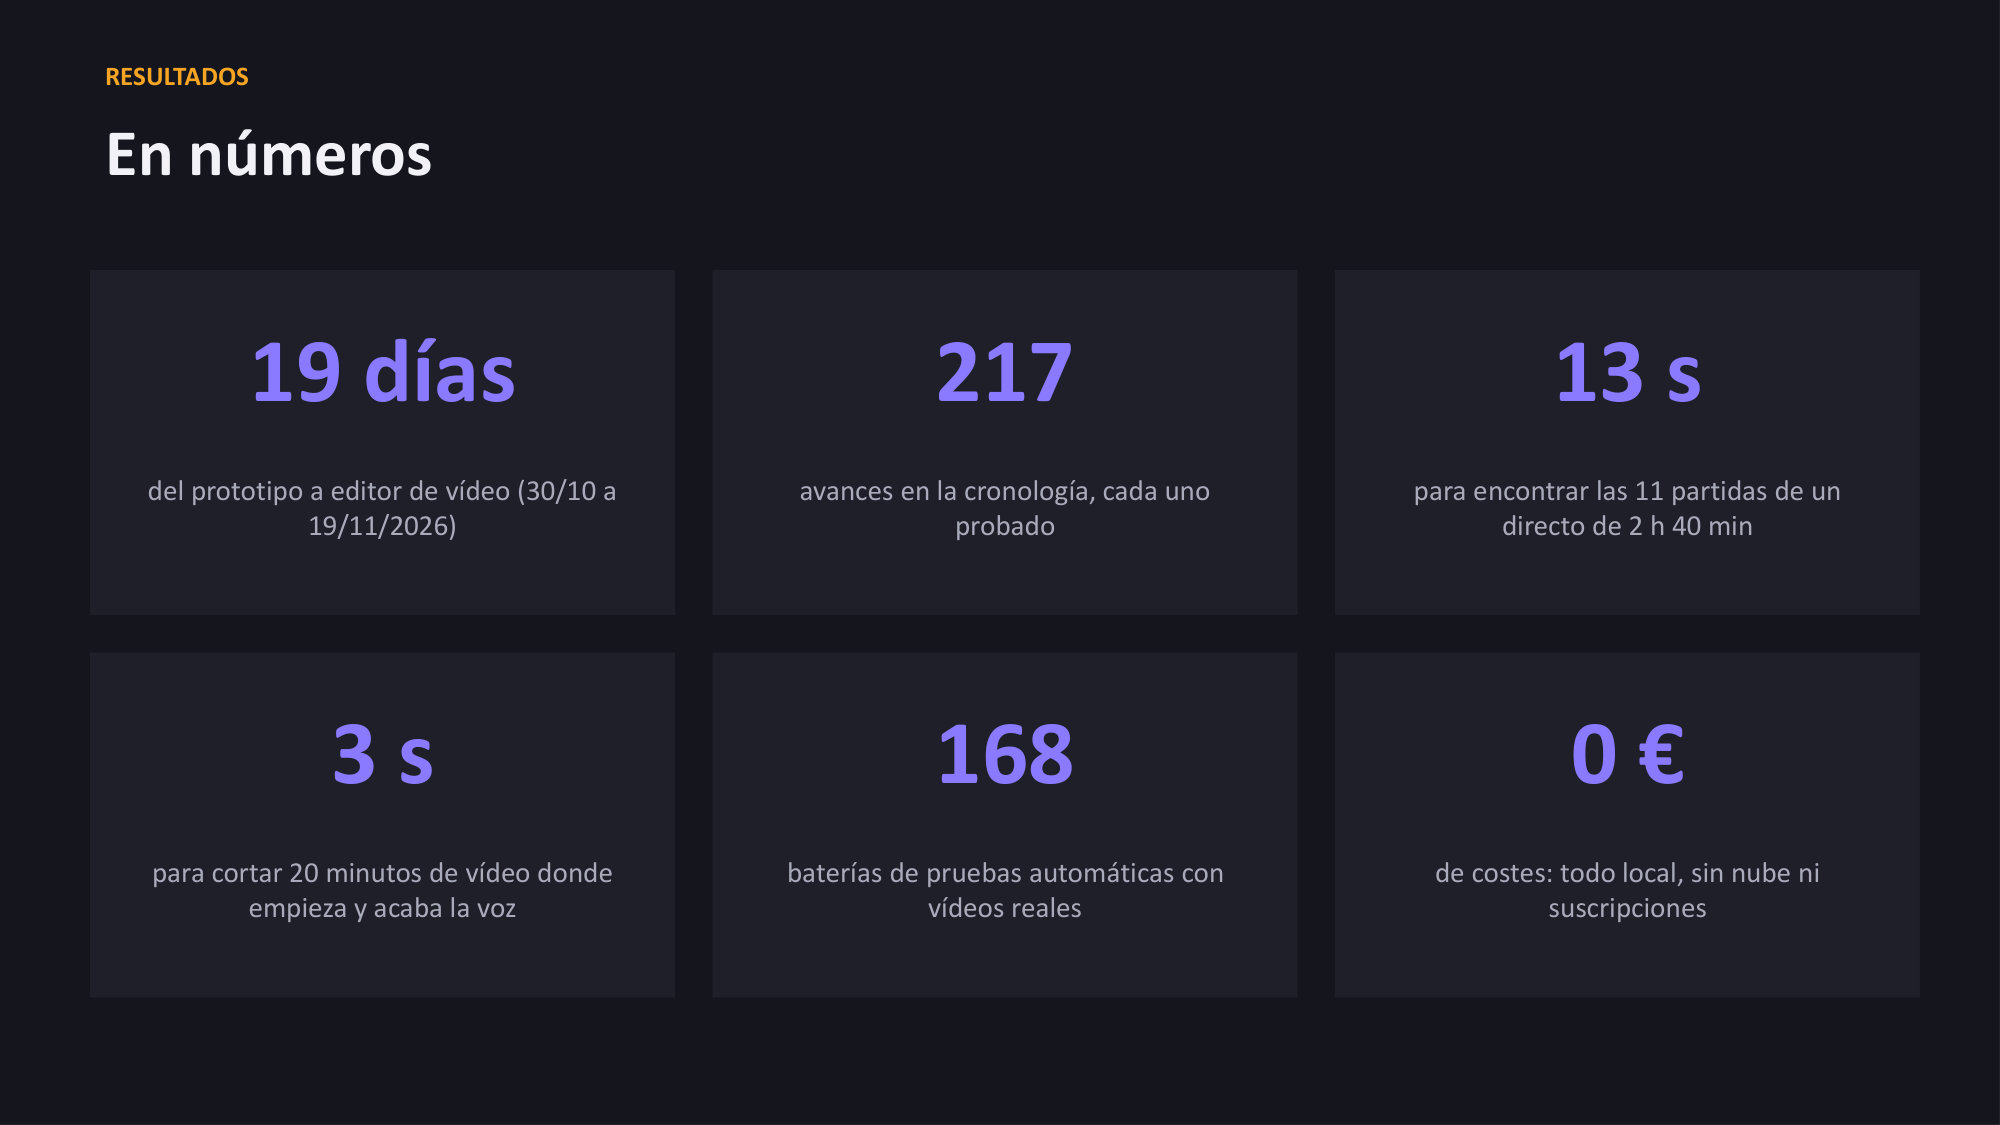 RESULTADOS
En números
19 días
del prototipo a editor de vídeo (30/10 a
19/11/2026)
217
avances en la cronología, cada uno
probado
13 s
para encontrar las 11 partidas de un
directo de 2 h 40 min
3 s
para cortar 20 minutos de vídeo donde
empieza y acaba la voz
168
baterías de pruebas automáticas con
vídeos reales
0 €
de costes: todo local, sin nube ni
suscripciones